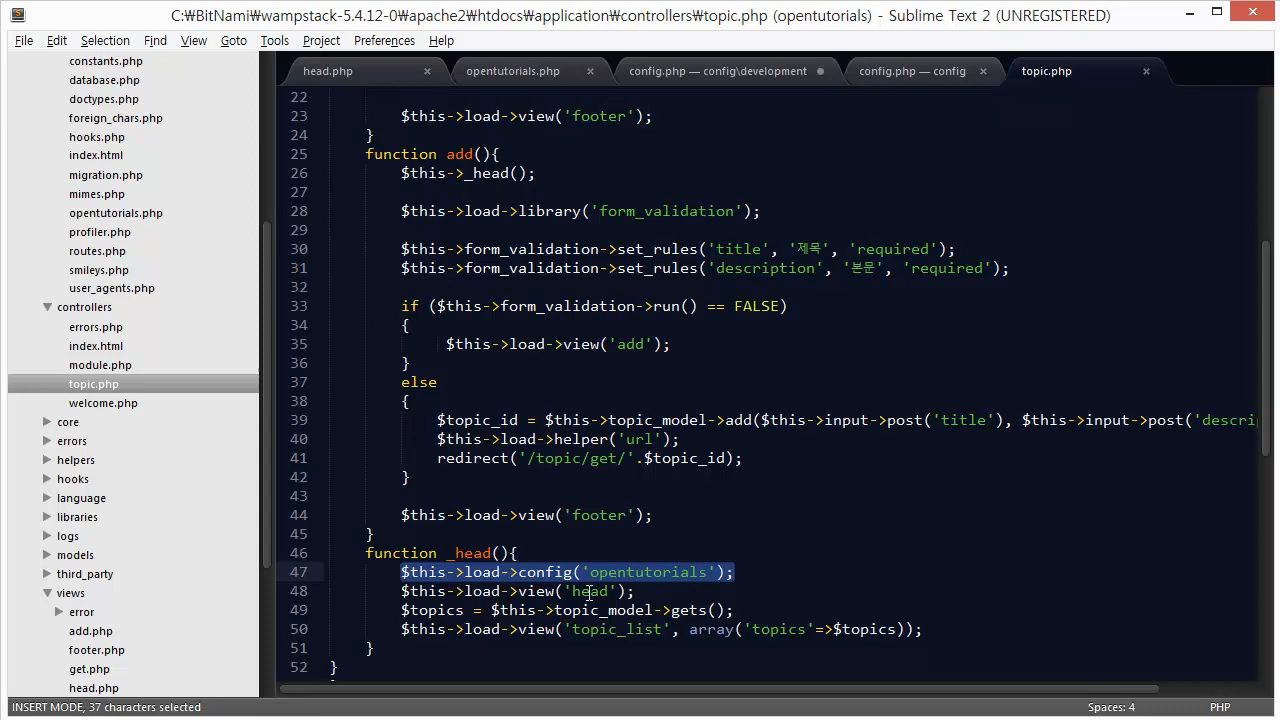 C:₩BitNami₩wampstack-5.4.12-0₩apache2₩htdocs₩application₩controllers₩topic.php (opentutorials) - Sublime Text 2 (UNREGISTERED)
File Edit Selection Find View Goto Tools Project Preferences Help
constants.php
database.php
doctypes.php
foreign_chars.php
hooks.php
index.html
migration.php
mimes.php
opentutorials.php
profiler.php
routes.php
smileys.php
user_agents.php
controllers
errors.php
index.html
module.php
topic.php
welcome.php
core
errors
helpers
hooks
language
libraries
logs
models
third_party
views
error
add.php
footer.php
get.php
head.php
head.php opentutorials.php config.php — config\development config.php — config topic.php
22
23 $this->load->view('footer');
24 }
25 function add(){
26 $this->_head();
27
28 $this->load->library('form_validation');
29
30 $this->form_validation->set_rules('title', '제목', 'required');
31 $this->form_validation->set_rules('description', '본문', 'required');
32
33 if ($this->form_validation->run() == FALSE)
34 {
35 $this->load->view('add');
36 }
37 else
38 {
39 $topic_id = $this->topic_model->add($this->input->post('title'), $this->input->post('descri
40 $this->load->helper('url');
41 redirect('/topic/get/'.$topic_id);
42 }
43
44 $this->load->view('footer');
45 }
46 function _head(){
47 $this->load->config('opentutorials');
48 $this->load->view('head');
49 $topics = $this->topic_model->gets();
50 $this->load->view('topic_list', array('topics'=>$topics));
51 }
52 }
INSERT MODE, 37 characters selected Spaces: 4 PHP